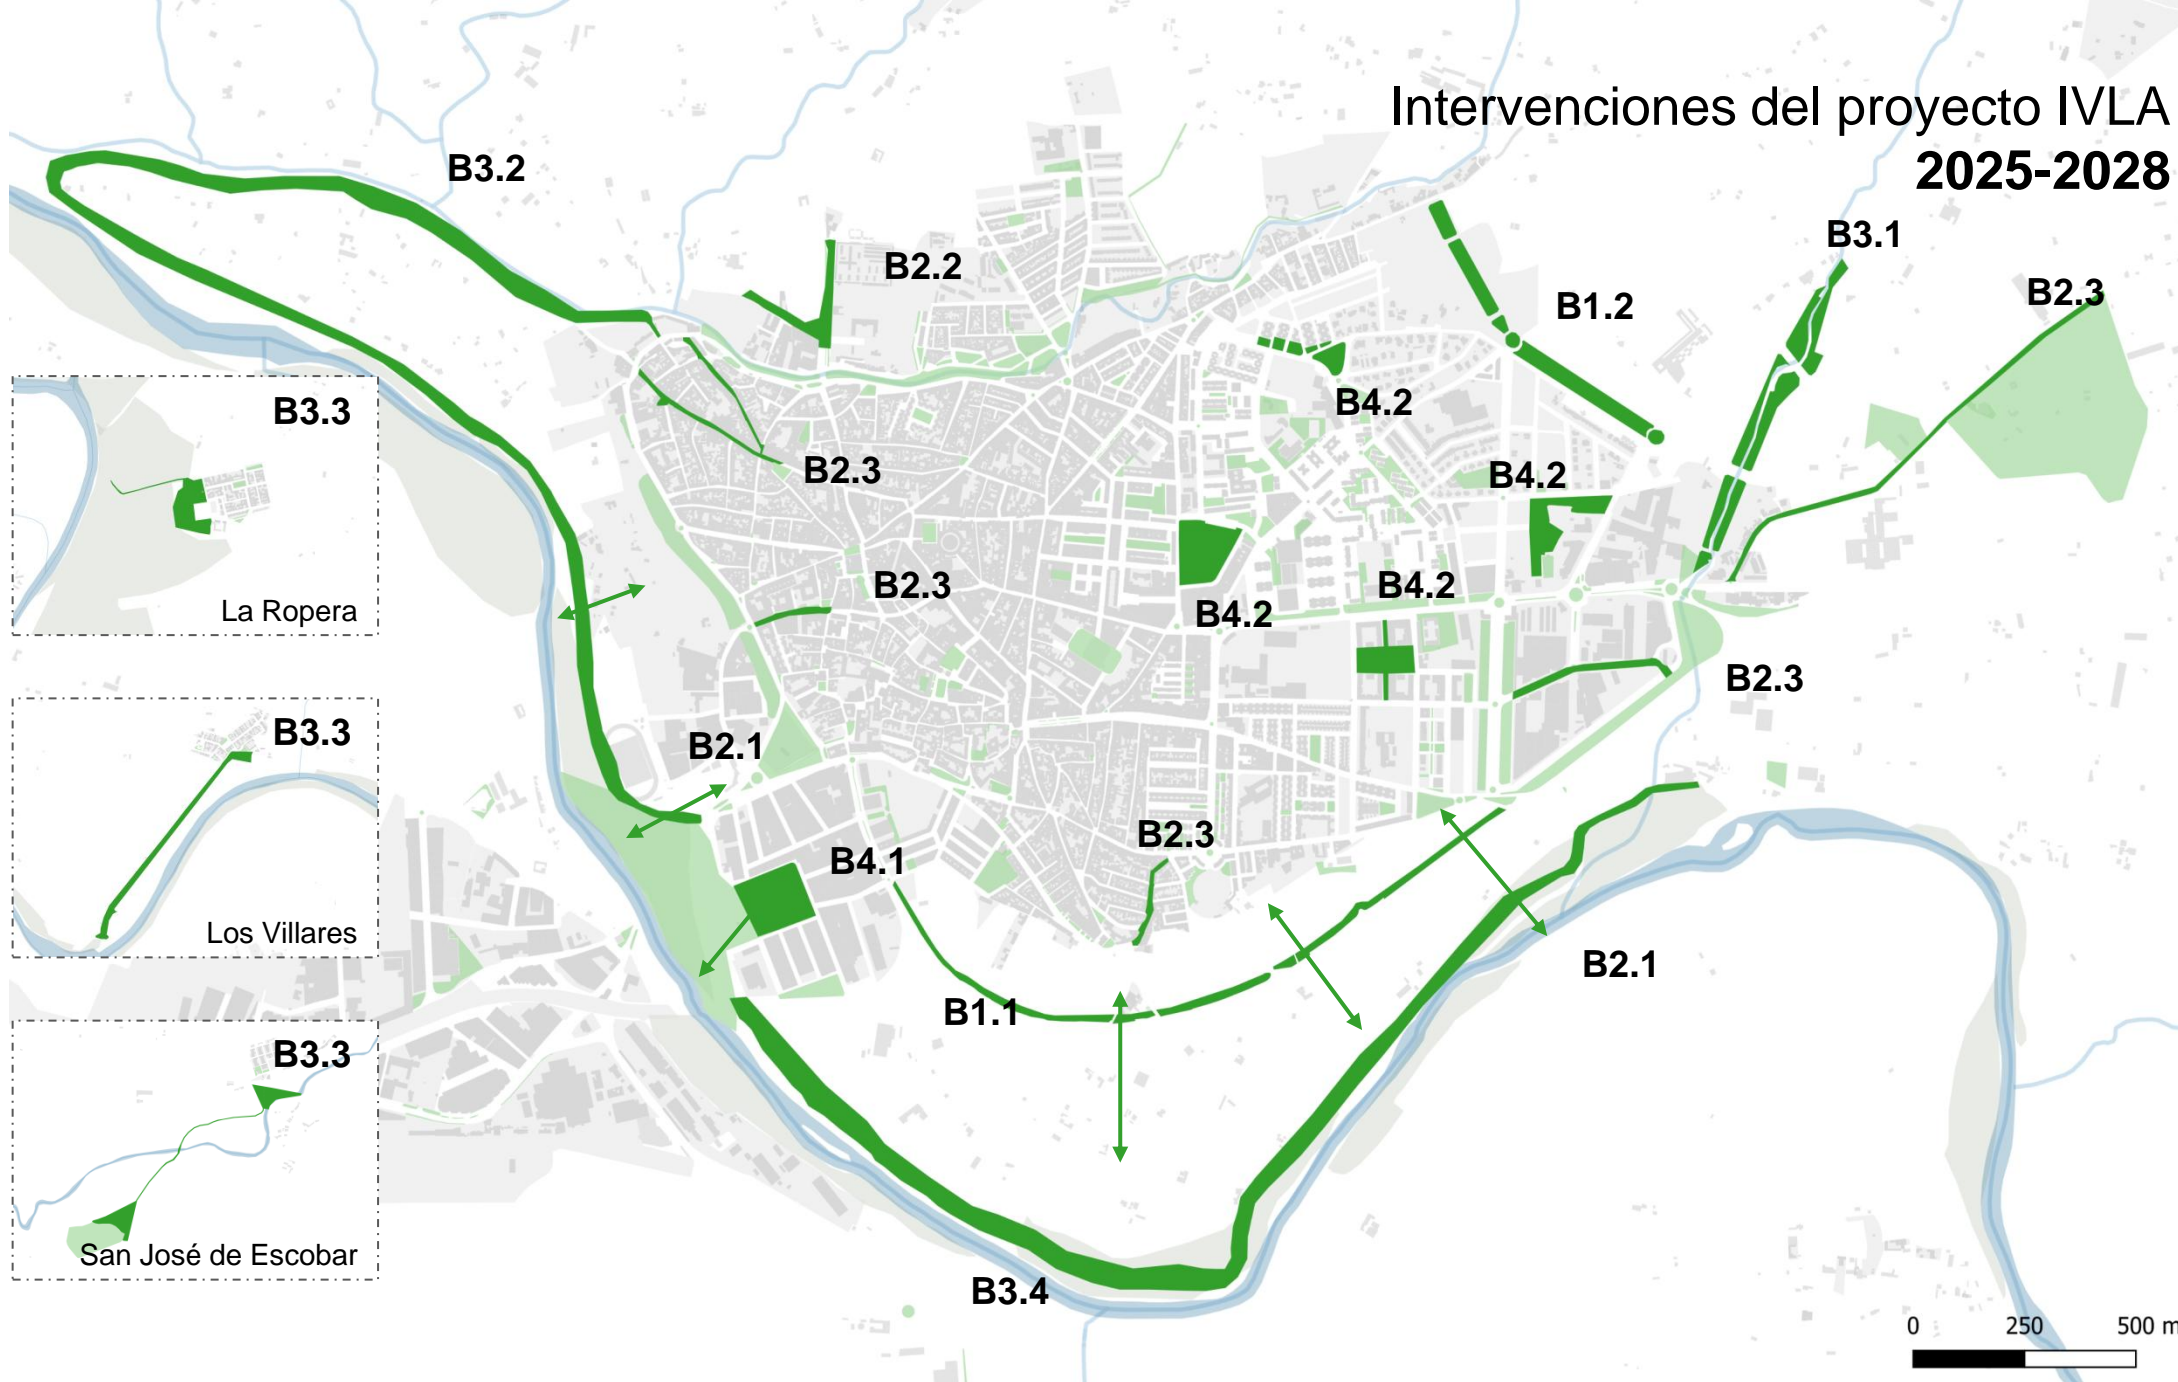 Intervenciones del proyecto IVLA
2025-2028
B3.2
B3.1
B2.2
B2.3
B1.2
B4.2
B3.3
B2.3
B4.2
B2.3
B4.2
B4.2
La Ropera
B2.3
B3.3
B2.1
B2.3
B4.1
Los Villares
B2.1
B1.1
B3.3
San José de Escobar
B3.4
0 250 500 m